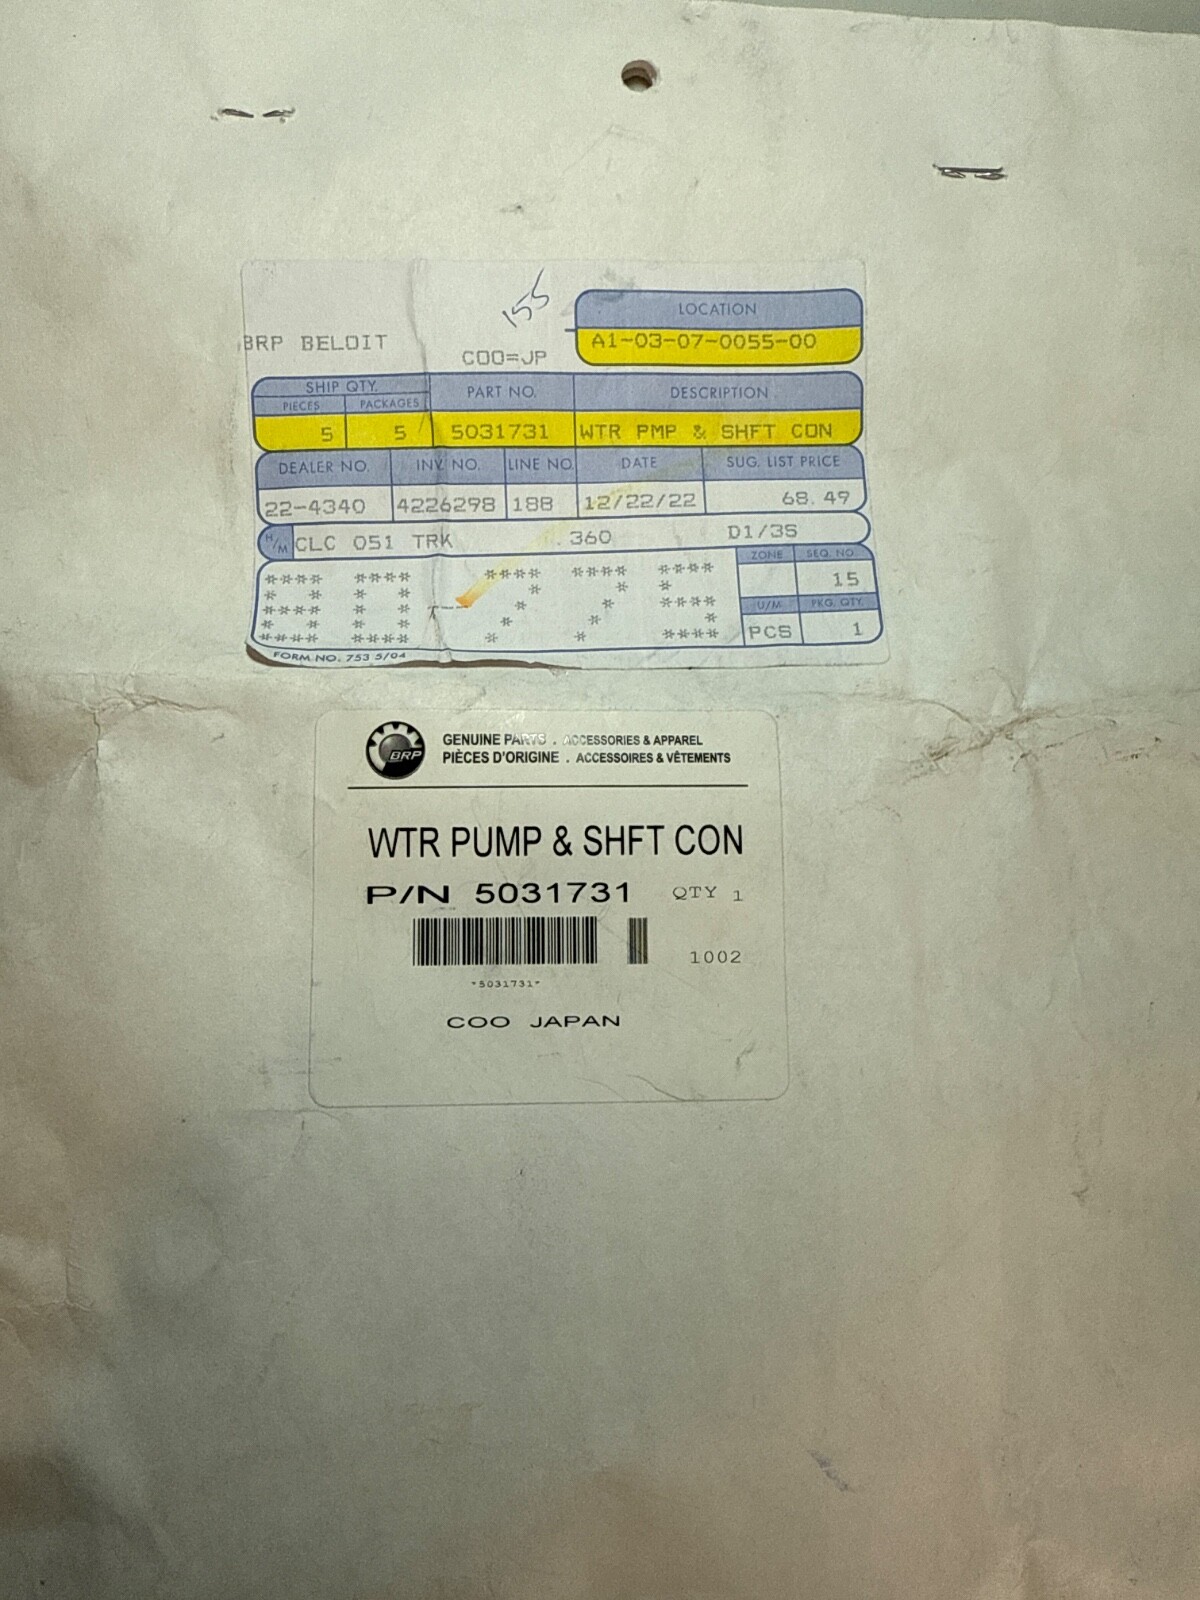 155
LOCATION
BRP BELOIT
COO=JP
A1-03-07-0055-00
SHIP QTY.
PIECES PACKAGES PART NO. DESCRIPTION
5 5 5031731 WTR PMP & SHFT CON
DEALER NO. INV. NO. LINE NO. DATE SUG. LIST PRICE
22-4340 4226298 188 12/22/22 68.49
H/M CLC 051 TRK .360 D1/3S
ZONE SEQ. NO.
15
U/M PKG. QTY.
PCS 1
**** **** **** **** ****
* * * * * * *
**** * * - * * ****
* * * * * * *
**** **** * * ****
FORM NO. 753 5/04
BRP
GENUINE PARTS . ACCESSORIES & APPAREL
PIÈCES D'ORIGINE . ACCESSOIRES & VÊTEMENTS
WTR PUMP & SHFT CON
P/N 5031731 QTY 1
1002
*5031731*
COO JAPAN